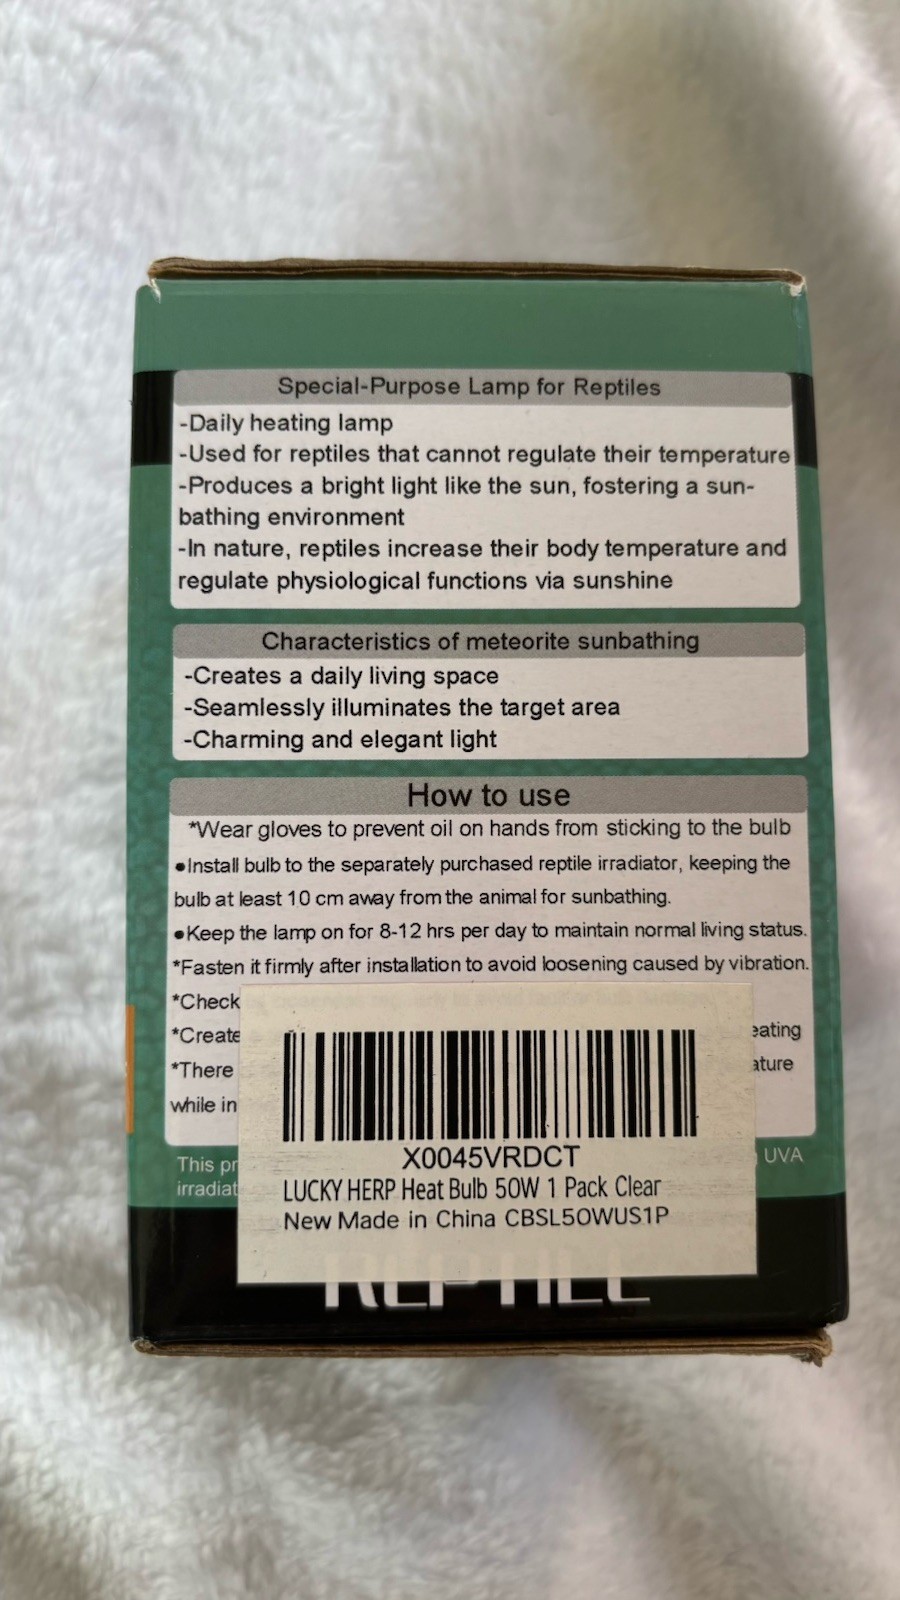 Special-Purpose Lamp for Reptiles
-Daily heating lamp
-Used for reptiles that cannot regulate their temperature
-Produces a bright light like the sun, fostering a sun-
bathing environment
-In nature, reptiles increase their body temperature and
regulate physiological functions via sunshine
Characteristics of meteorite sunbathing
-Creates a daily living space
-Seamlessly illuminates the target area
-Charming and elegant light
How to use
*Wear gloves to prevent oil on hands from sticking to the bulb
●Install bulb to the separately purchased reptile irradiator, keeping the
bulb at least 10 cm away from the animal for sunbathing.
●Keep the lamp on for 8-12 hrs per day to maintain normal living status.
*Fasten it firmly after installation to avoid loosening caused by vibration.
*Check
*Create eating
*There ature
while in
This pr UVA
irradiat
X0045VRDCT
LUCKY HERP Heat Bulb 50W 1 Pack Clear
New Made in China CBSL50WUS1P